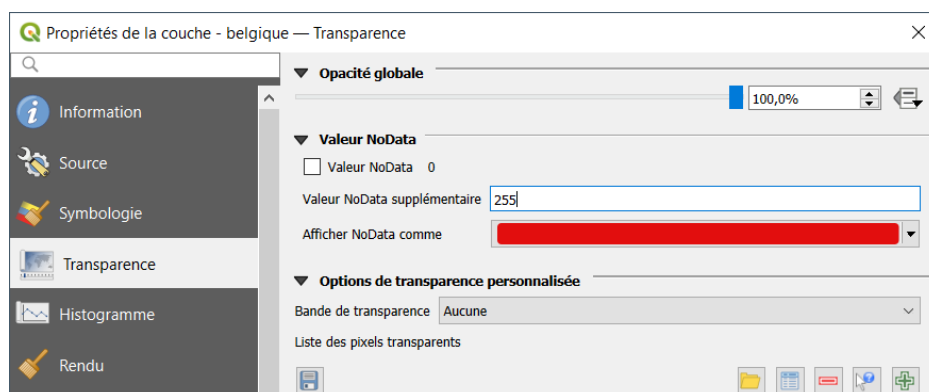 Propriétés de la couche - belgique — Transparence
Information
Source
Symbologie
Transparence
Histogramme
Rendu
Opacité globale
100,0%
Valeur NoData
Valeur NoData 0
Valeur NoData supplémentaire 255
Afficher NoData comme
Options de transparence personnalisée
Bande de transparence Aucune
Liste des pixels transparents